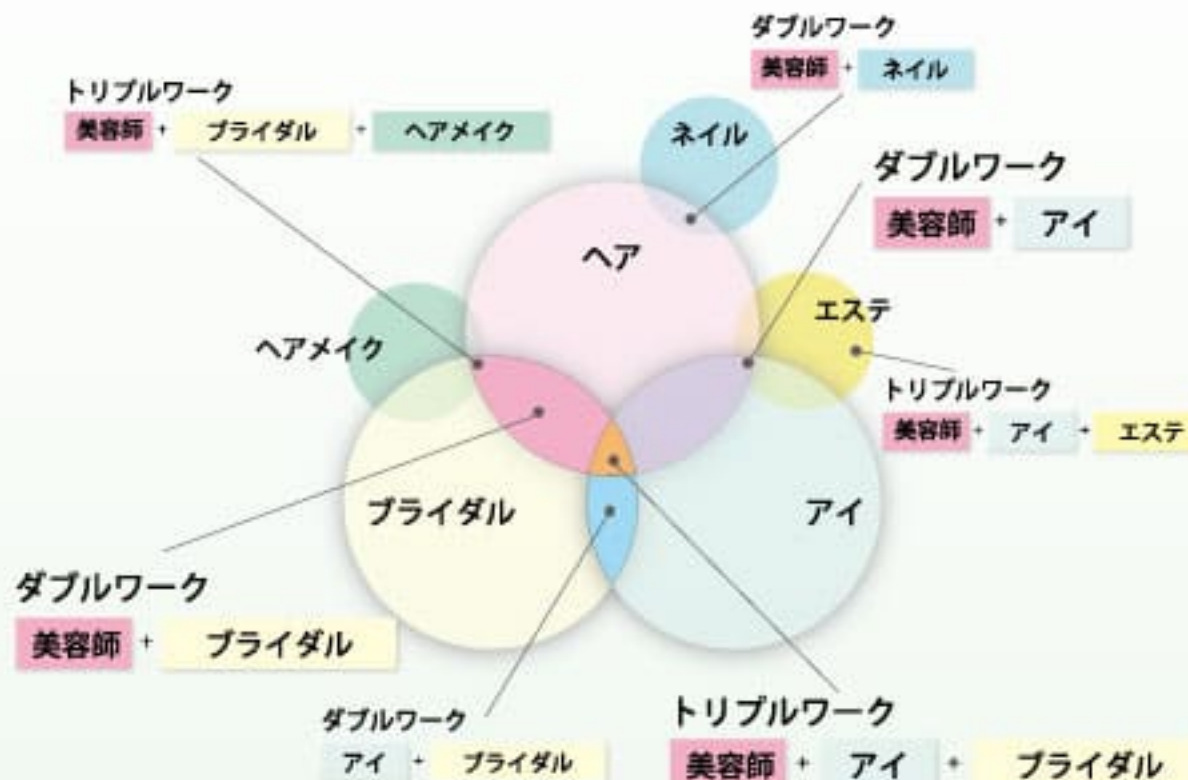 ダブルワーク
美容師 + ネイル
トリプルワーク
美容師 + ブライダル + ヘアメイク
ネイル
ダブルワーク
美容師 + アイ
ヘア
エステ
ヘアメイク
トリプルワーク
美容師 + アイ + エステ
ブライダル
アイ
ダブルワーク
美容師 + ブライダル
ダブルワーク
アイ + ブライダル
トリプルワーク
美容師 + アイ + ブライダル